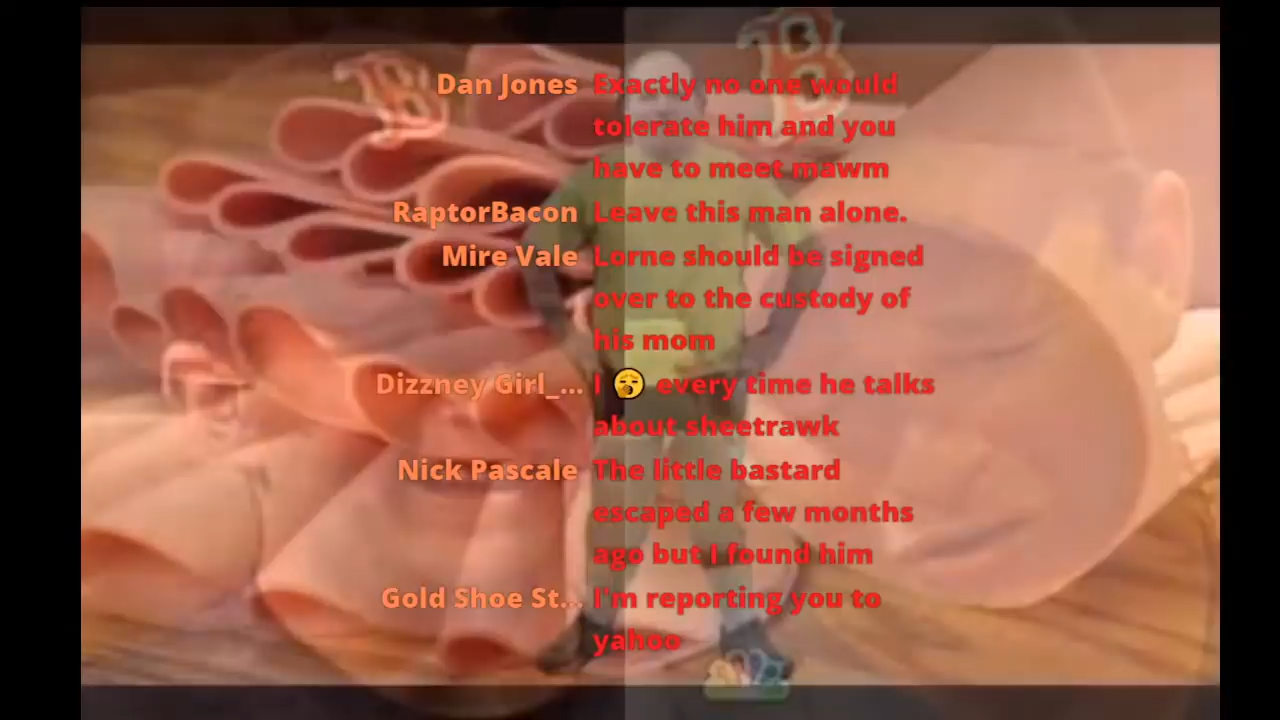 Dan Jones Exactly no one would
tolerate him and you
have to meet mawm
RaptorBacon Leave this man alone.
Mire Vale Lorne should be signed
over to the custody of
his mom
Dizzney Girl_... I 🥱 every time he talks
about sheetrawk
Nick Pascale The little bastard
escaped a few months
ago but I found him
Gold Shoe St... I'm reporting you to
yahoo
B
B